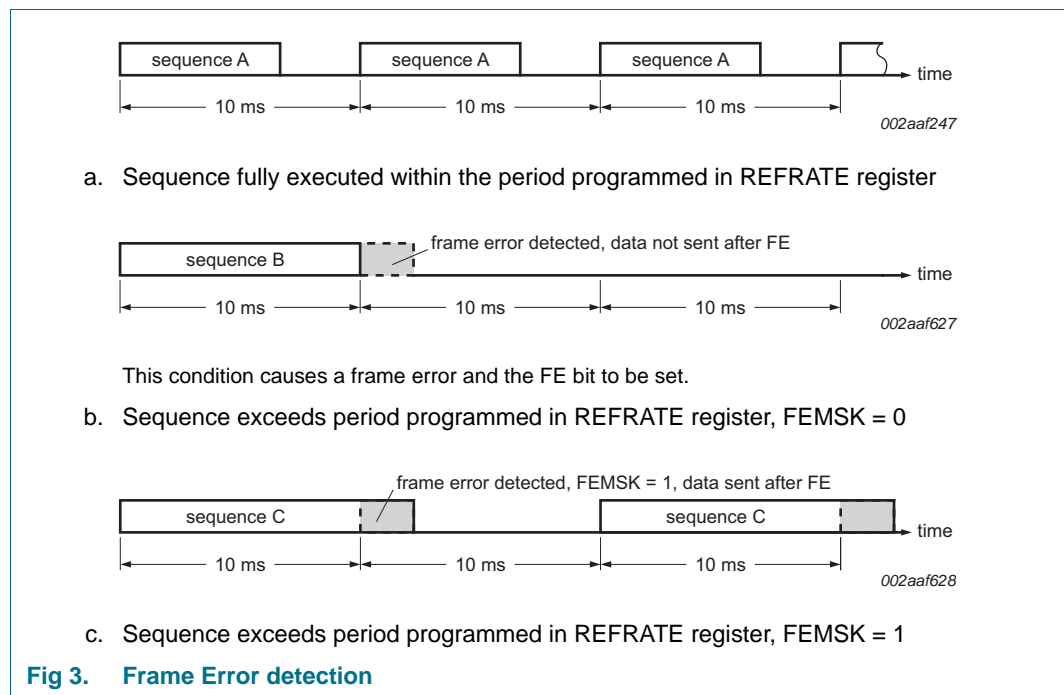 sequence A sequence A sequence A
time
10 ms 10 ms 10 ms
002aaf247
a. Sequence fully executed within the period programmed in REFRATE register
frame error detected, data not sent after FE
sequence B
time
10 ms 10 ms 10 ms
002aaf627
This condition causes a frame error and the FE bit to be set.
b. Sequence exceeds period programmed in REFRATE register, FEMSK = 0
frame error detected, FEMSK = 1, data sent after FE
sequence C sequence C
time
10 ms 10 ms 10 ms
002aaf628
c. Sequence exceeds period programmed in REFRATE register, FEMSK = 1
Fig 3. Frame Error detection